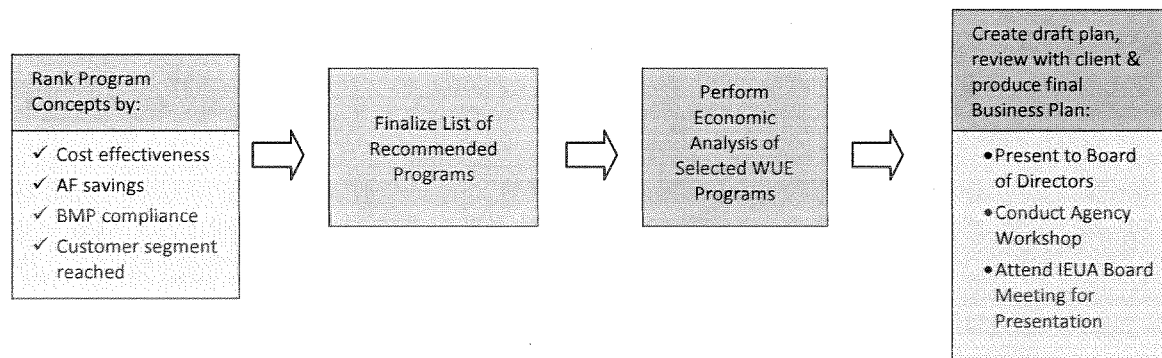 Rank Program
Concepts by:
✓ Cost effectiveness
✓ AF savings
✓ BMP compliance
✓ Customer segment
reached
Finalize List of
Recommended
Programs
Perform
Economic
Analysis of
Selected WUE
Programs
Create draft plan,
review with client &
produce final
Business Plan:
•Present to Board
of Directors
•Conduct Agency
Workshop
•Attend IEUA Board
Meeting for
Presentation